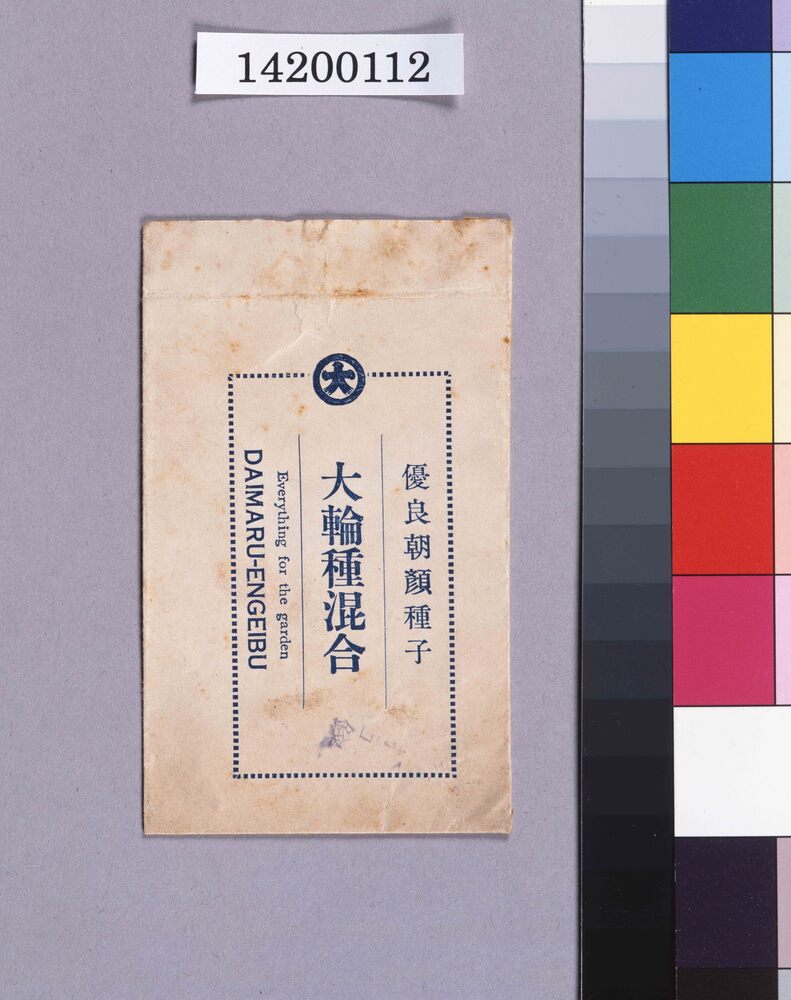 14200112
大
優良朝顔種子
大輪種混合
Everything for the garden
DAIMARU-ENGEIBU